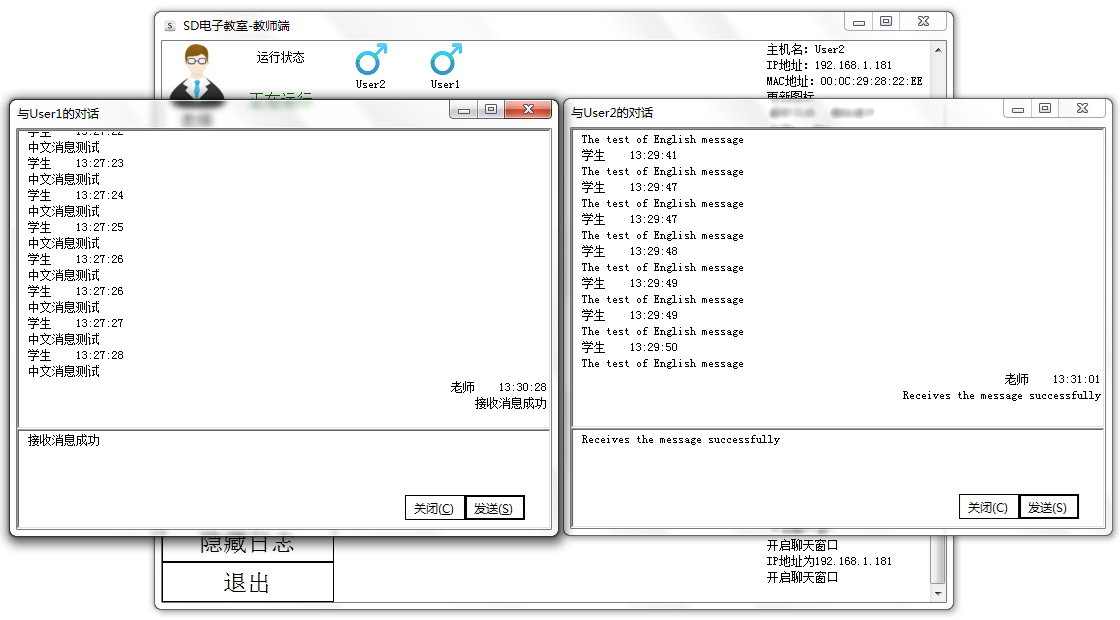 SD电子教室-教师端
运行状态
User2
User1
正在运行
主机名: User2
IP地址: 192.168.1.181
MAC地址: 00:0C:29:28:22:EE
更新图标
与User1的对话
学生 13:27:22
中文消息测试
学生 13:27:23
中文消息测试
学生 13:27:24
中文消息测试
学生 13:27:25
中文消息测试
学生 13:27:26
中文消息测试
学生 13:27:26
中文消息测试
学生 13:27:27
中文消息测试
学生 13:27:28
中文消息测试
老师 13:30:28
接收消息成功
接收消息成功
关闭(C)
发送(S)
与User2的对话
The test of English message
学生 13:29:41
The test of English message
学生 13:29:47
The test of English message
学生 13:29:47
The test of English message
学生 13:29:48
The test of English message
学生 13:29:49
The test of English message
学生 13:29:49
The test of English message
学生 13:29:50
The test of English message
老师 13:31:01
Receives the message successfully
Receives the message successfully
关闭(C)
发送(S)
隐藏日志
退出
开启聊天窗口
IP地址为192.168.1.181
开启聊天窗口